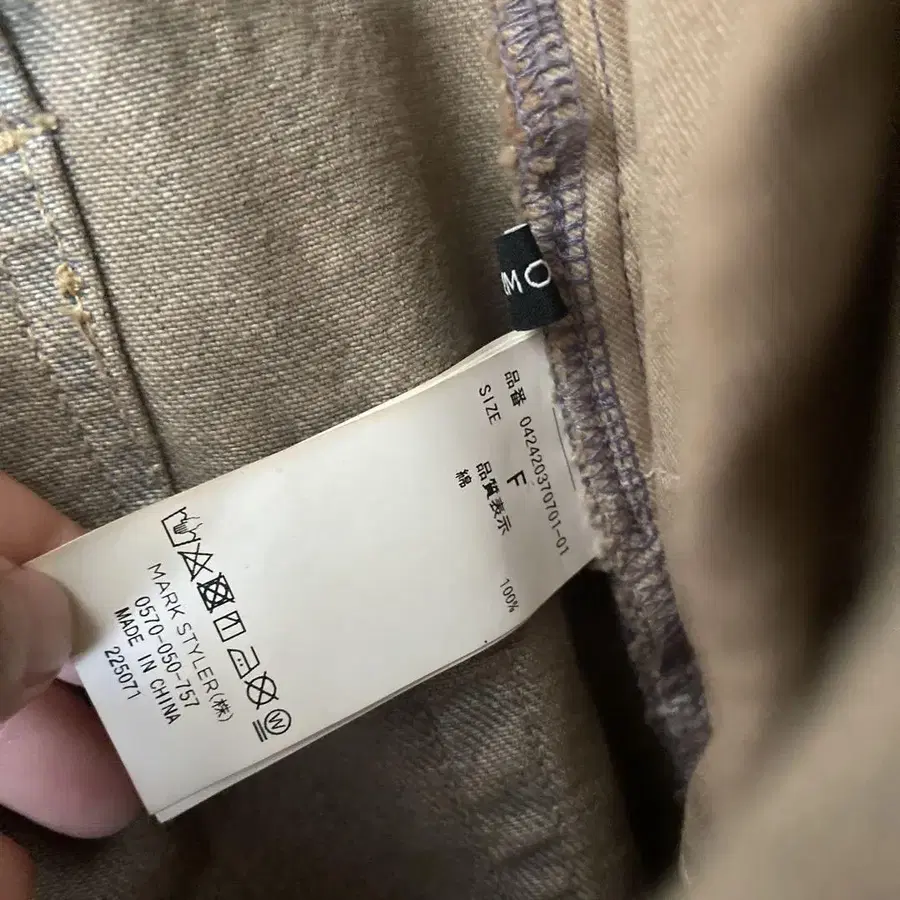 MO
品番 042420370701-01
SIZE F
品質表示
綿 100%
W
MARK STYLER(株)
0570-050-757
MADE IN CHINA
225071